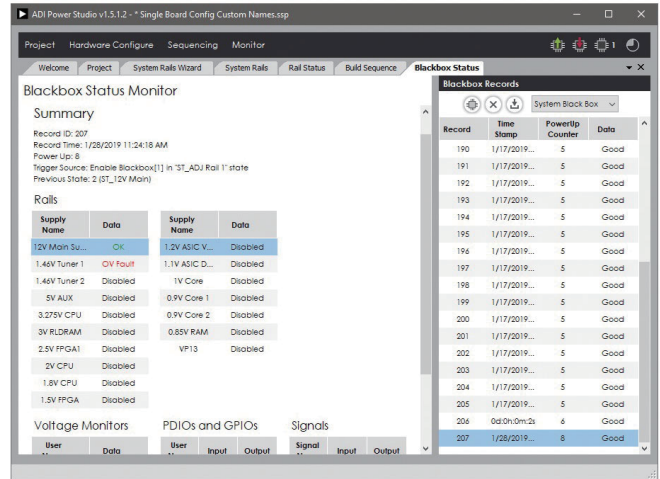 ADI Power Studio v1.5.1.2 - * Single Board Config Custom Names.ssp
Project Hardware Configure Sequencing Monitor
Welcome Project System Rails Wizard System Rails Rail Status Build Sequence Blackbox Status
Blackbox Status Monitor
Summary
Record ID: 207
Record Time: 1/28/2019 11:24:18 AM
Power Up: 8
Trigger Source: Enable Blackbox[1] in "ST_ADJ Rail 1" state
Previous State: 2 (ST_12V Main)
Rails
Supply Name Data
12V Main Su... OK
1.46V Tuner 1 OV Fault
1.46V Tuner 2 Disabled
5V AUX Disabled
3.275V CPU Disabled
3V RLDRAM Disabled
2.5V FPGA1 Disabled
2V CPU Disabled
1.8V CPU Disabled
1.5V FPGA Disabled
Supply Name Data
1.2V ASIC V... Disabled
1.1V ASIC D... Disabled
1V Core Disabled
0.9V Core 1 Disabled
0.9V Core 2 Disabled
0.85V RAM Disabled
VP13 Disabled
Voltage Monitors PDIOs and GPIOs Signals
User Data
User Input Output
Signal Input Output
Blackbox Records
System Black Box
Record Time Stamp PowerUp Counter Data
190 1/17/2019... 5 Good
191 1/17/2019... 5 Good
192 1/17/2019... 5 Good
193 1/17/2019... 5 Good
194 1/17/2019... 5 Good
195 1/17/2019... 5 Good
196 1/17/2019... 5 Good
197 1/17/2019... 5 Good
198 1/17/2019... 5 Good
199 1/17/2019... 5 Good
200 1/17/2019... 5 Good
201 1/17/2019... 5 Good
202 1/17/2019... 5 Good
203 1/17/2019... 5 Good
204 1/17/2019... 5 Good
205 1/17/2019... 5 Good
206 0d:0h:0m:2s 6 Good
207 1/28/2019... 8 Good